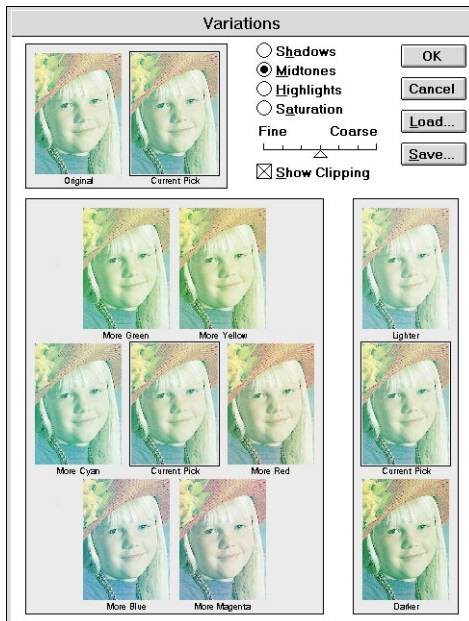 Variations
Original
Current Pick
Shadows
Midtones
Highlights
Saturation
Fine Coarse
Show Clipping
OK
Cancel
Load...
Save...
More Green
More Yellow
More Cyan
Current Pick
More Red
More Blue
More Magenta
Lighter
Current Pick
Darker